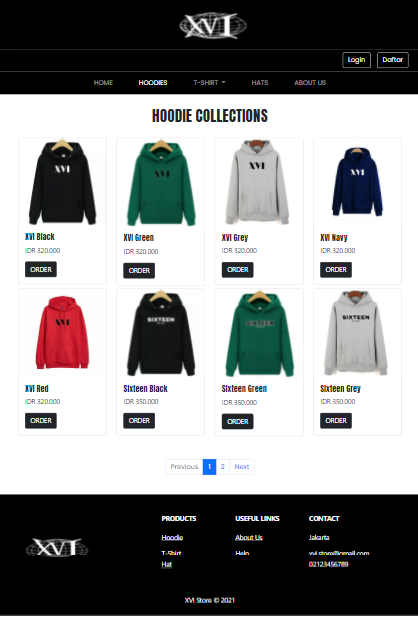 XVI
Login Daftar
HOME HOODIES T-SHIRT HATS ABOUT US
HOODIE COLLECTIONS
XVI XVI XVI XVI
XVI Black XVI Green XVI Grey XVI Navy
IDR 320.000 IDR 320.000 IDR 320.000 IDR 320.000
ORDER ORDER ORDER ORDER
XVI SIXTEEN SIXTEEN SIXTEEN
XVI Red Sixteen Black Sixteen Green Sixteen Grey
IDR 320.000 IDR 350.000 IDR 350.000 IDR 350.000
ORDER ORDER ORDER ORDER
Previous 1 2 Next
PRODUCTS USEFUL LINKS CONTACT
XVI
Hoodie About Us Jakarta
T-Shirt Help xvi.store@gmail.com
Hat 02123456789
XVI Store © 2021